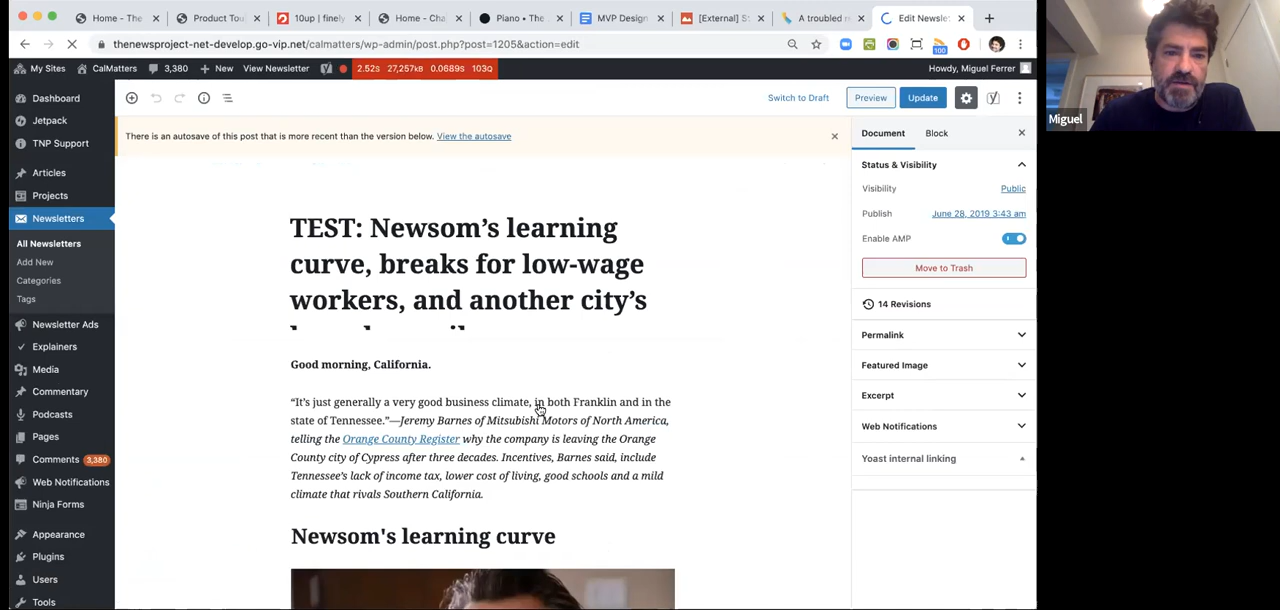 Home - The
Product Tou
10up | finely
Home - Cha
Piano • The
MVP Design
[External] S
A troubled n
Edit Newslet
thenewsproject-net-develop.go-vip.net/calmatters/wp-admin/post.php?post=1205&action=edit
100
My Sites
CalMatters
3,380
New
View Newsletter
2.52s 27,257kB 0.0689s 103Q
Howdy, Miguel Ferrer
Dashboard
Jetpack
TNP Support
Articles
Projects
Newsletters
All Newsletters
Add New
Categories
Tags
Newsletter Ads
Explainers
Media
Commentary
Podcasts
Pages
Comments 3,380
Web Notifications
Ninja Forms
Appearance
Plugins
Users
Tools
Switch to Draft
Preview
Update
There is an autosave of this post that is more recent than the version below. View the autosave
TEST: Newsom's learning
curve, breaks for low-wage
workers, and another city's
Good morning, California.
“It's just generally a very good business climate, in both Franklin and in the
state of Tennessee.”—Jeremy Barnes of Mitsubishi Motors of North America,
telling the Orange County Register why the company is leaving the Orange
County city of Cypress after three decades. Incentives, Barnes said, include
Tennessee's lack of income tax, lower cost of living, good schools and a mild
climate that rivals Southern California.
Newsom's learning curve
Document
Block
Status & Visibility
Visibility
Public
Publish
June 28, 2019 3:43 am
Enable AMP
Move to Trash
14 Revisions
Permalink
Featured Image
Excerpt
Web Notifications
Yoast internal linking
Miguel